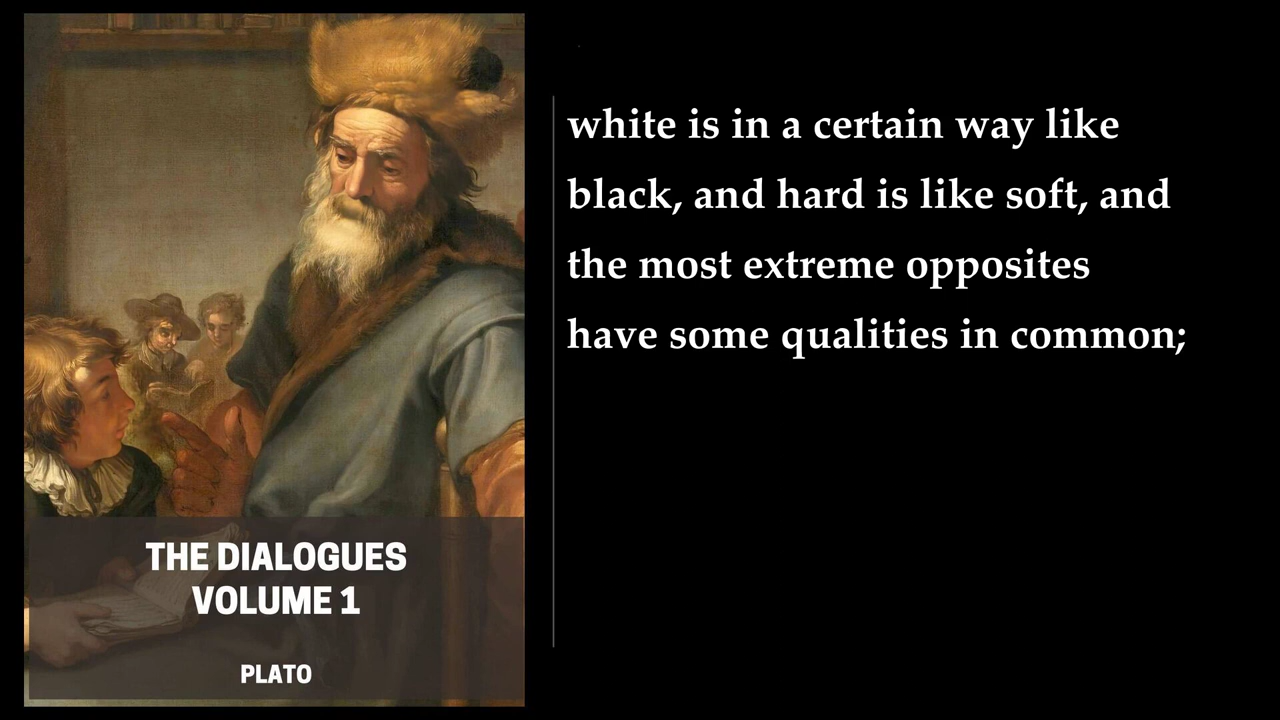 THE DIALOGUES
VOLUME 1
PLATO
white is in a certain way like
black, and hard is like soft, and
the most extreme opposites
have some qualities in common;